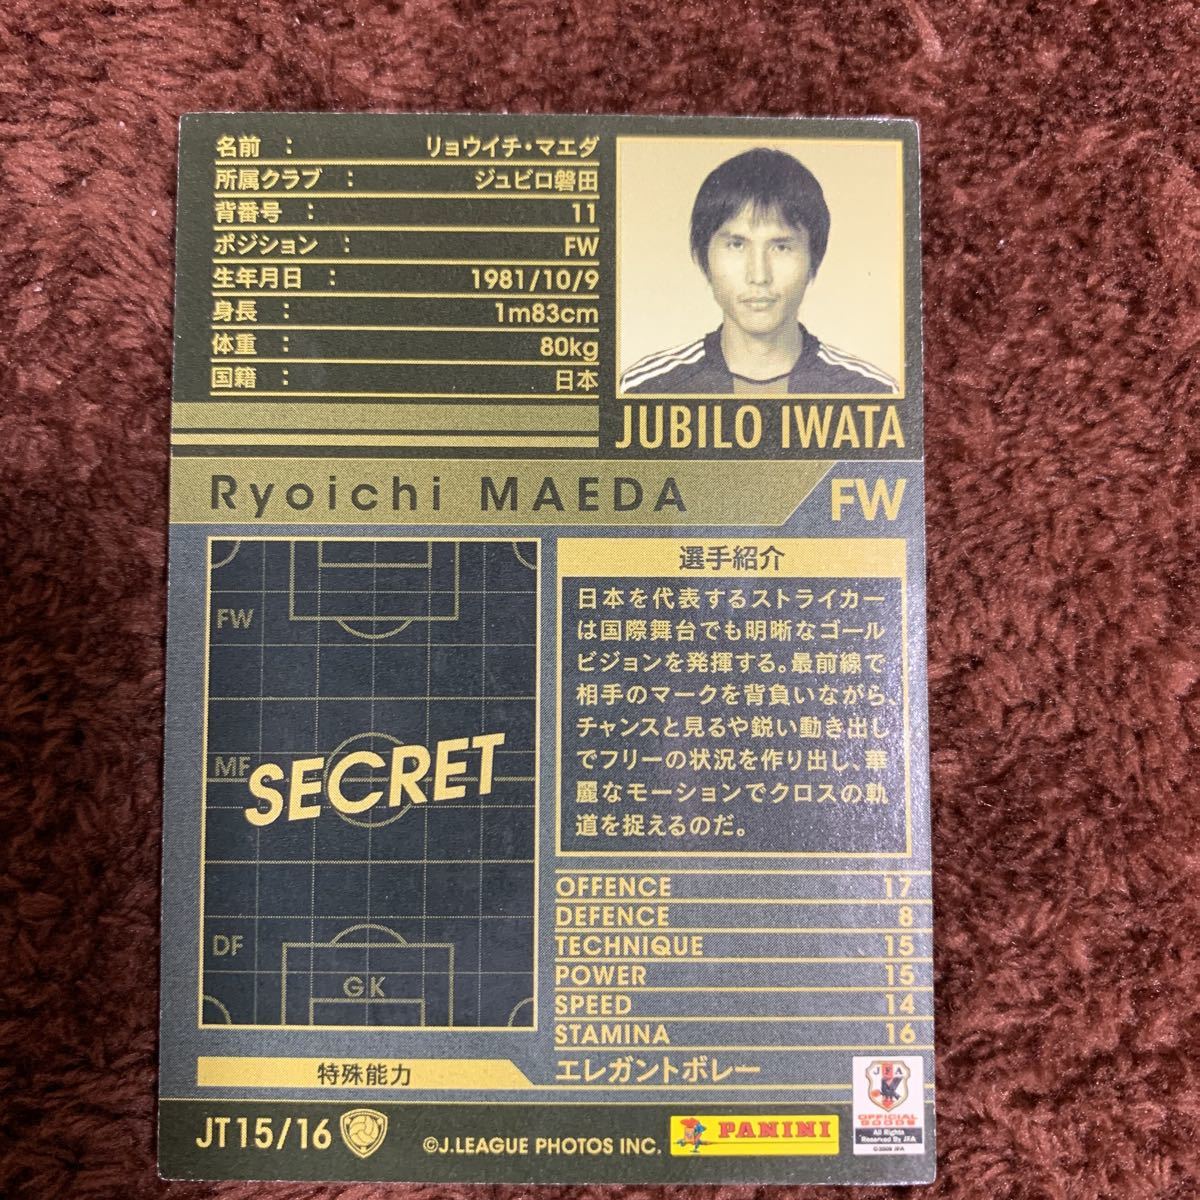 名前 : リョウイチ・マエダ
所属クラブ : ジュビロ磐田
背番号 : 11
ポジション : FW
生年月日 : 1981/10/9
身長 : 1m83cm
体重 : 80kg
国籍 : 日本
JUBILO IWATA
Ryoichi MAEDA FW
FW
MF
SECRET
DF
GK
選手紹介
日本を代表するストライカー
は国際舞台でも明晰なゴール
ビジョンを発揮する。最前線で
相手のマークを背負いながら、
チャンスと見るや鋭い動き出し
でフリーの状況を作り出し、華
麗なモーションでクロスの軌
道を捉えるのだ。
OFFENCE 17
DEFENCE 8
TECHNIQUE 15
POWER 15
SPEED 14
STAMINA 16
特殊能力 エレガントボレー
JT15/16
©J.LEAGUE PHOTOS INC.
PANINI
JFA
OFFICIAL
GOODS
All Rights
Reserved By JFA